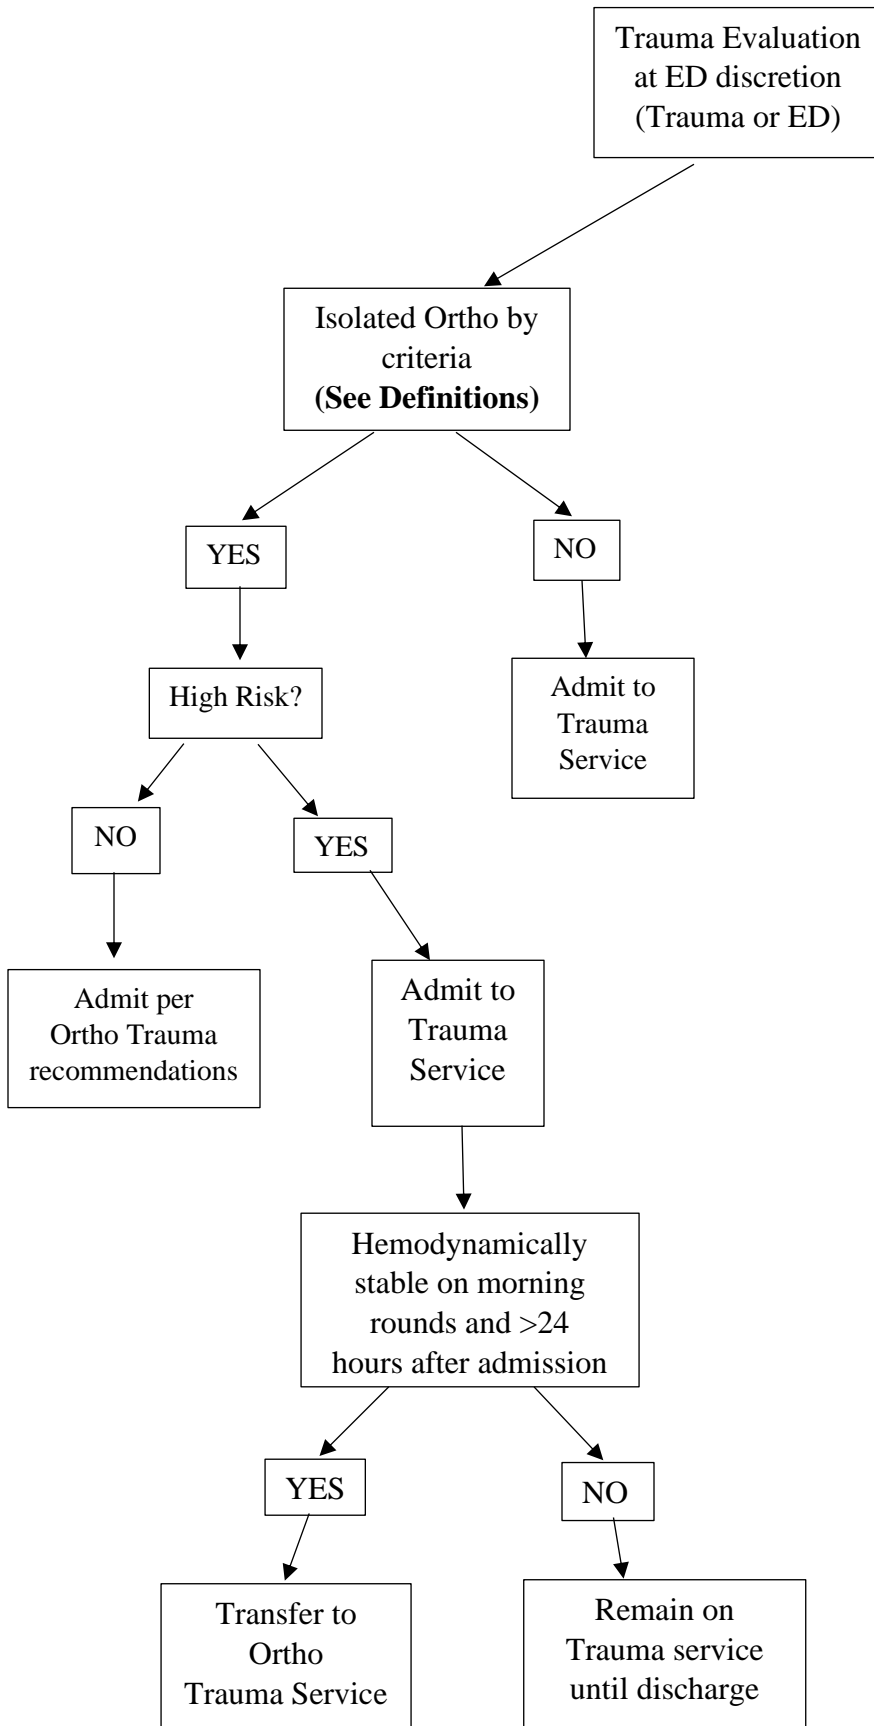 Trauma Evaluation
at ED discretion
(Trauma or ED)
Isolated Ortho by
criteria
(See Definitions)
YES
NO
High Risk?
Admit to
Trauma
Service
NO
YES
Admit per
Ortho Trauma
recommendations
Admit to
Trauma
Service
Hemodynamically
stable on morning
rounds and >24
hours after admission
YES
NO
Transfer to
Ortho
Trauma Service
Remain on
Trauma service
until discharge